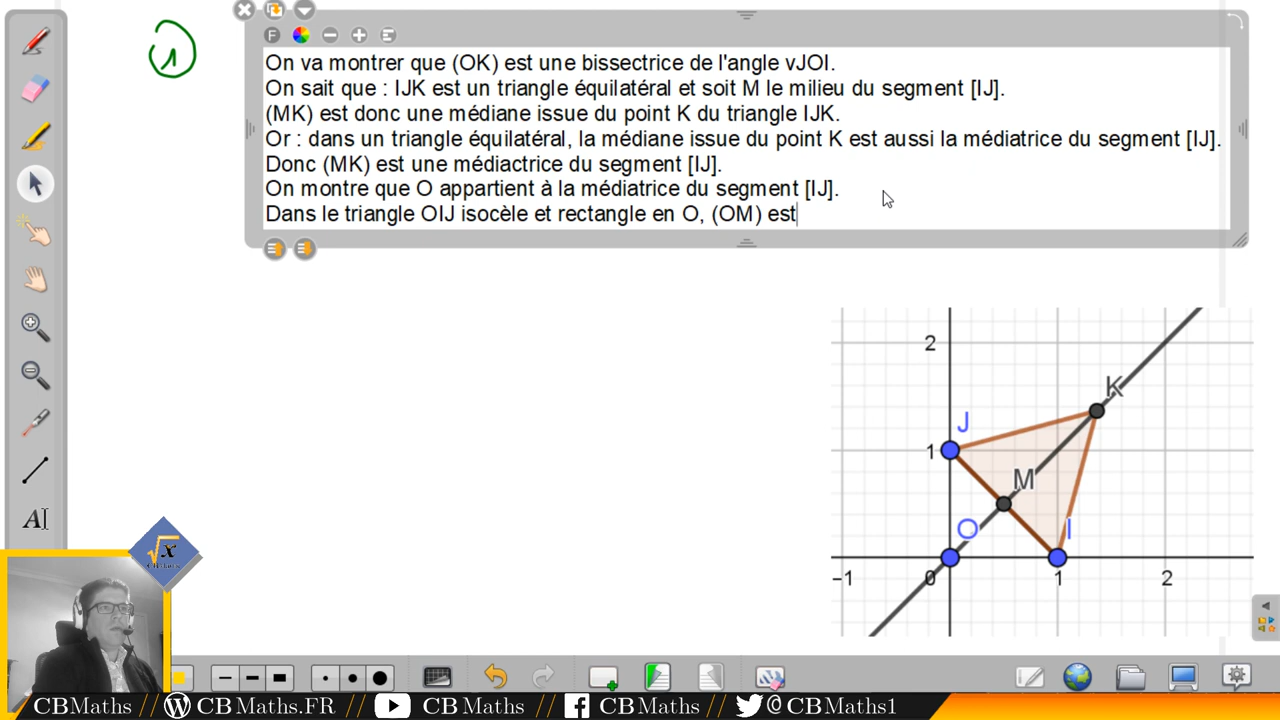 1
F
On va montrer que (OK) est une bissectrice de l'angle vJOI.
On sait que : IJK est un triangle équilatéral et soit M le milieu du segment [IJ].
(MK) est donc une médiane issue du point K du triangle IJK.
Or : dans un triangle équilatéral, la médiane issue du point K est aussi la médiatrice du segment [IJ].
Donc (MK) est une médiactrice du segment [IJ].
On montre que O appartient à la médiatrice du segment [IJ].
Dans le triangle OIJ isocèle et rectangle en O, (OM) est
2
K
J
1
M
O
I
-1
0
1
2
AI
√x
CBMaths
CBMaths // CBMaths.FR // CBMaths // CBMaths // @CBMaths1